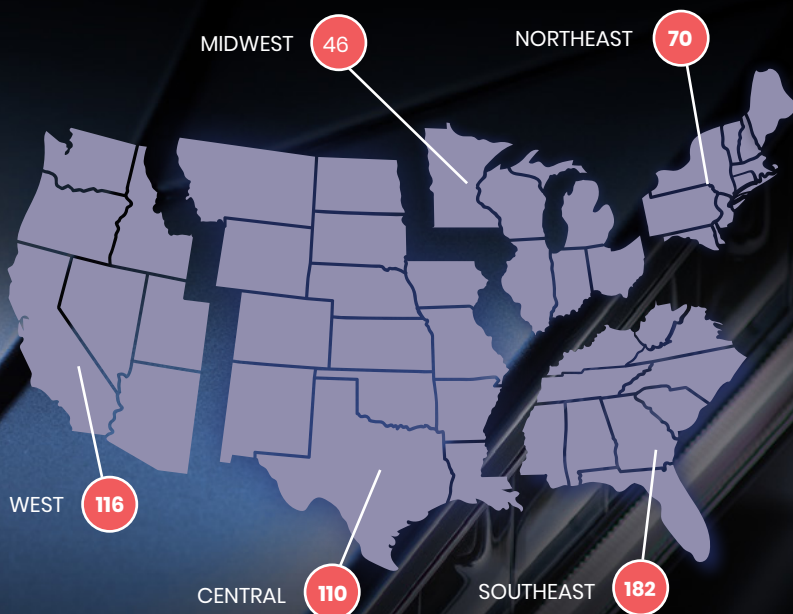 MIDWEST 46
NORTHEAST 70
WEST 116
CENTRAL 110
SOUTHEAST 182